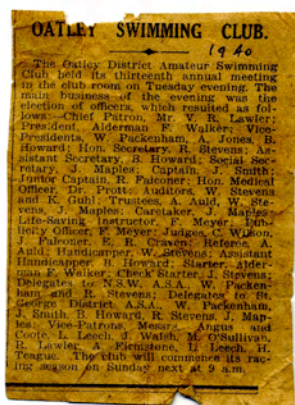 OATLEY SWIMMING CLUB.
1940
The Oatley District Amateur Swimming
Club held its thirteenth annual meeting
in the club room on Tuesday evening. The
main business of the evening was the
election of officers, which resulted as fol-
lows:—Chief Patron, Mr. V. R. Lawler;
President, Alderman F. Walker; Vice-
Presidents, W. Packenham, A. Jones, B.
Howard; Hon. Secretary, R. Stevens; As-
sistant Secretary, B. Howard; Social Sec-
retary, J. Maples; Captain, J. Smith;
Junior Captain, R. Falconer; Hon. Medical
Officer, Dr. Prott; Auditors, W. Stevens
and K. Guhl; Trustees, A. Auld, W. Ste-
vens, J. Maples; Caretaker, J. Maples;
Life-Saving Instructor, F. Meyer; Pub-
licity Officer, F. Meyer; Judges, C. Wilson,
J. Falconer, E. R. Craven; Referee, A.
Auld; Handicapper, W. Stevens; Assistant
Handicapper, B. Howard; Starter, Alder-
man F. Walker; Check Starter, J. Stevens;
Delegates to N.S.W. A.S.A., W. Packen-
ham and R. Stevens; Delegates to St.
George District A.S.A., W. Packenham,
J. Smith, B. Howard, R. Stevens, J. Map-
les; Vice-Patrons, Messrs. Angus and
Coote, L. Leech, J. Walsh, M. O'Sullivan,
R. Lawler, A. Firmstone, L. Leech, H.
Teague. The club will commence its rac-
ing season on Sunday next at 9 a.m.